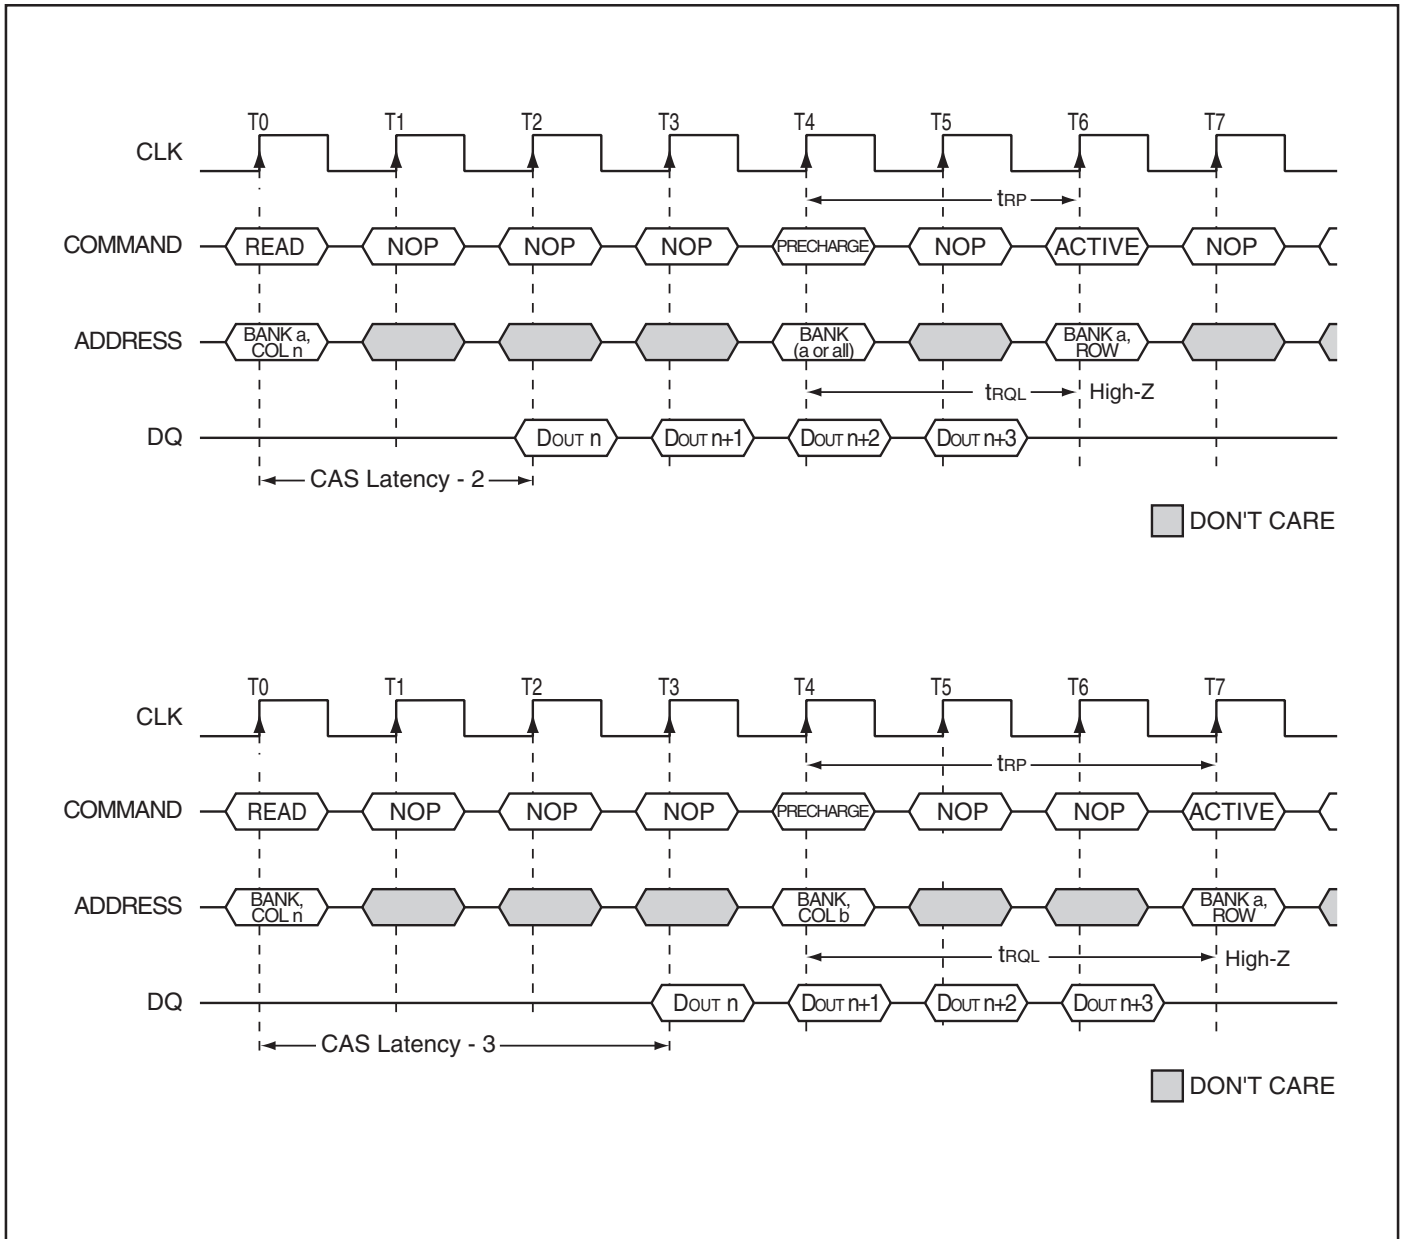 T0 T1 T2 T3 T4 T5 T6 T7
CLK
tRP
COMMAND READ NOP NOP NOP PRECHARGE NOP ACTIVE NOP
ADDRESS BANK a, COL n BANK (a or all) BANK a, ROW
tRQL High-Z
DQ DOUT n DOUT n+1 DOUT n+2 DOUT n+3
CAS Latency - 2
DON'T CARE
T0 T1 T2 T3 T4 T5 T6 T7
CLK
tRP
COMMAND READ NOP NOP NOP PRECHARGE NOP NOP ACTIVE
ADDRESS BANK, COL n BANK, COL b BANK a, ROW
tRQL High-Z
DQ DOUT n DOUT n+1 DOUT n+2 DOUT n+3
CAS Latency - 3
DON'T CARE